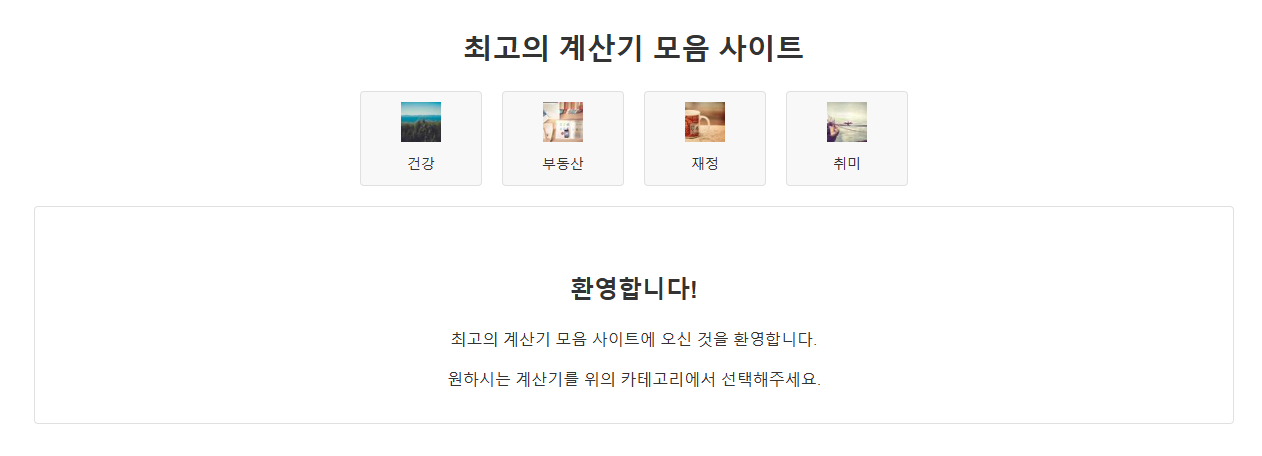 최고의 계산기 모음 사이트
건강
부동산
재정
취미
환영합니다!
최고의 계산기 모음 사이트에 오신 것을 환영합니다.
원하시는 계산기를 위의 카테고리에서 선택해주세요.